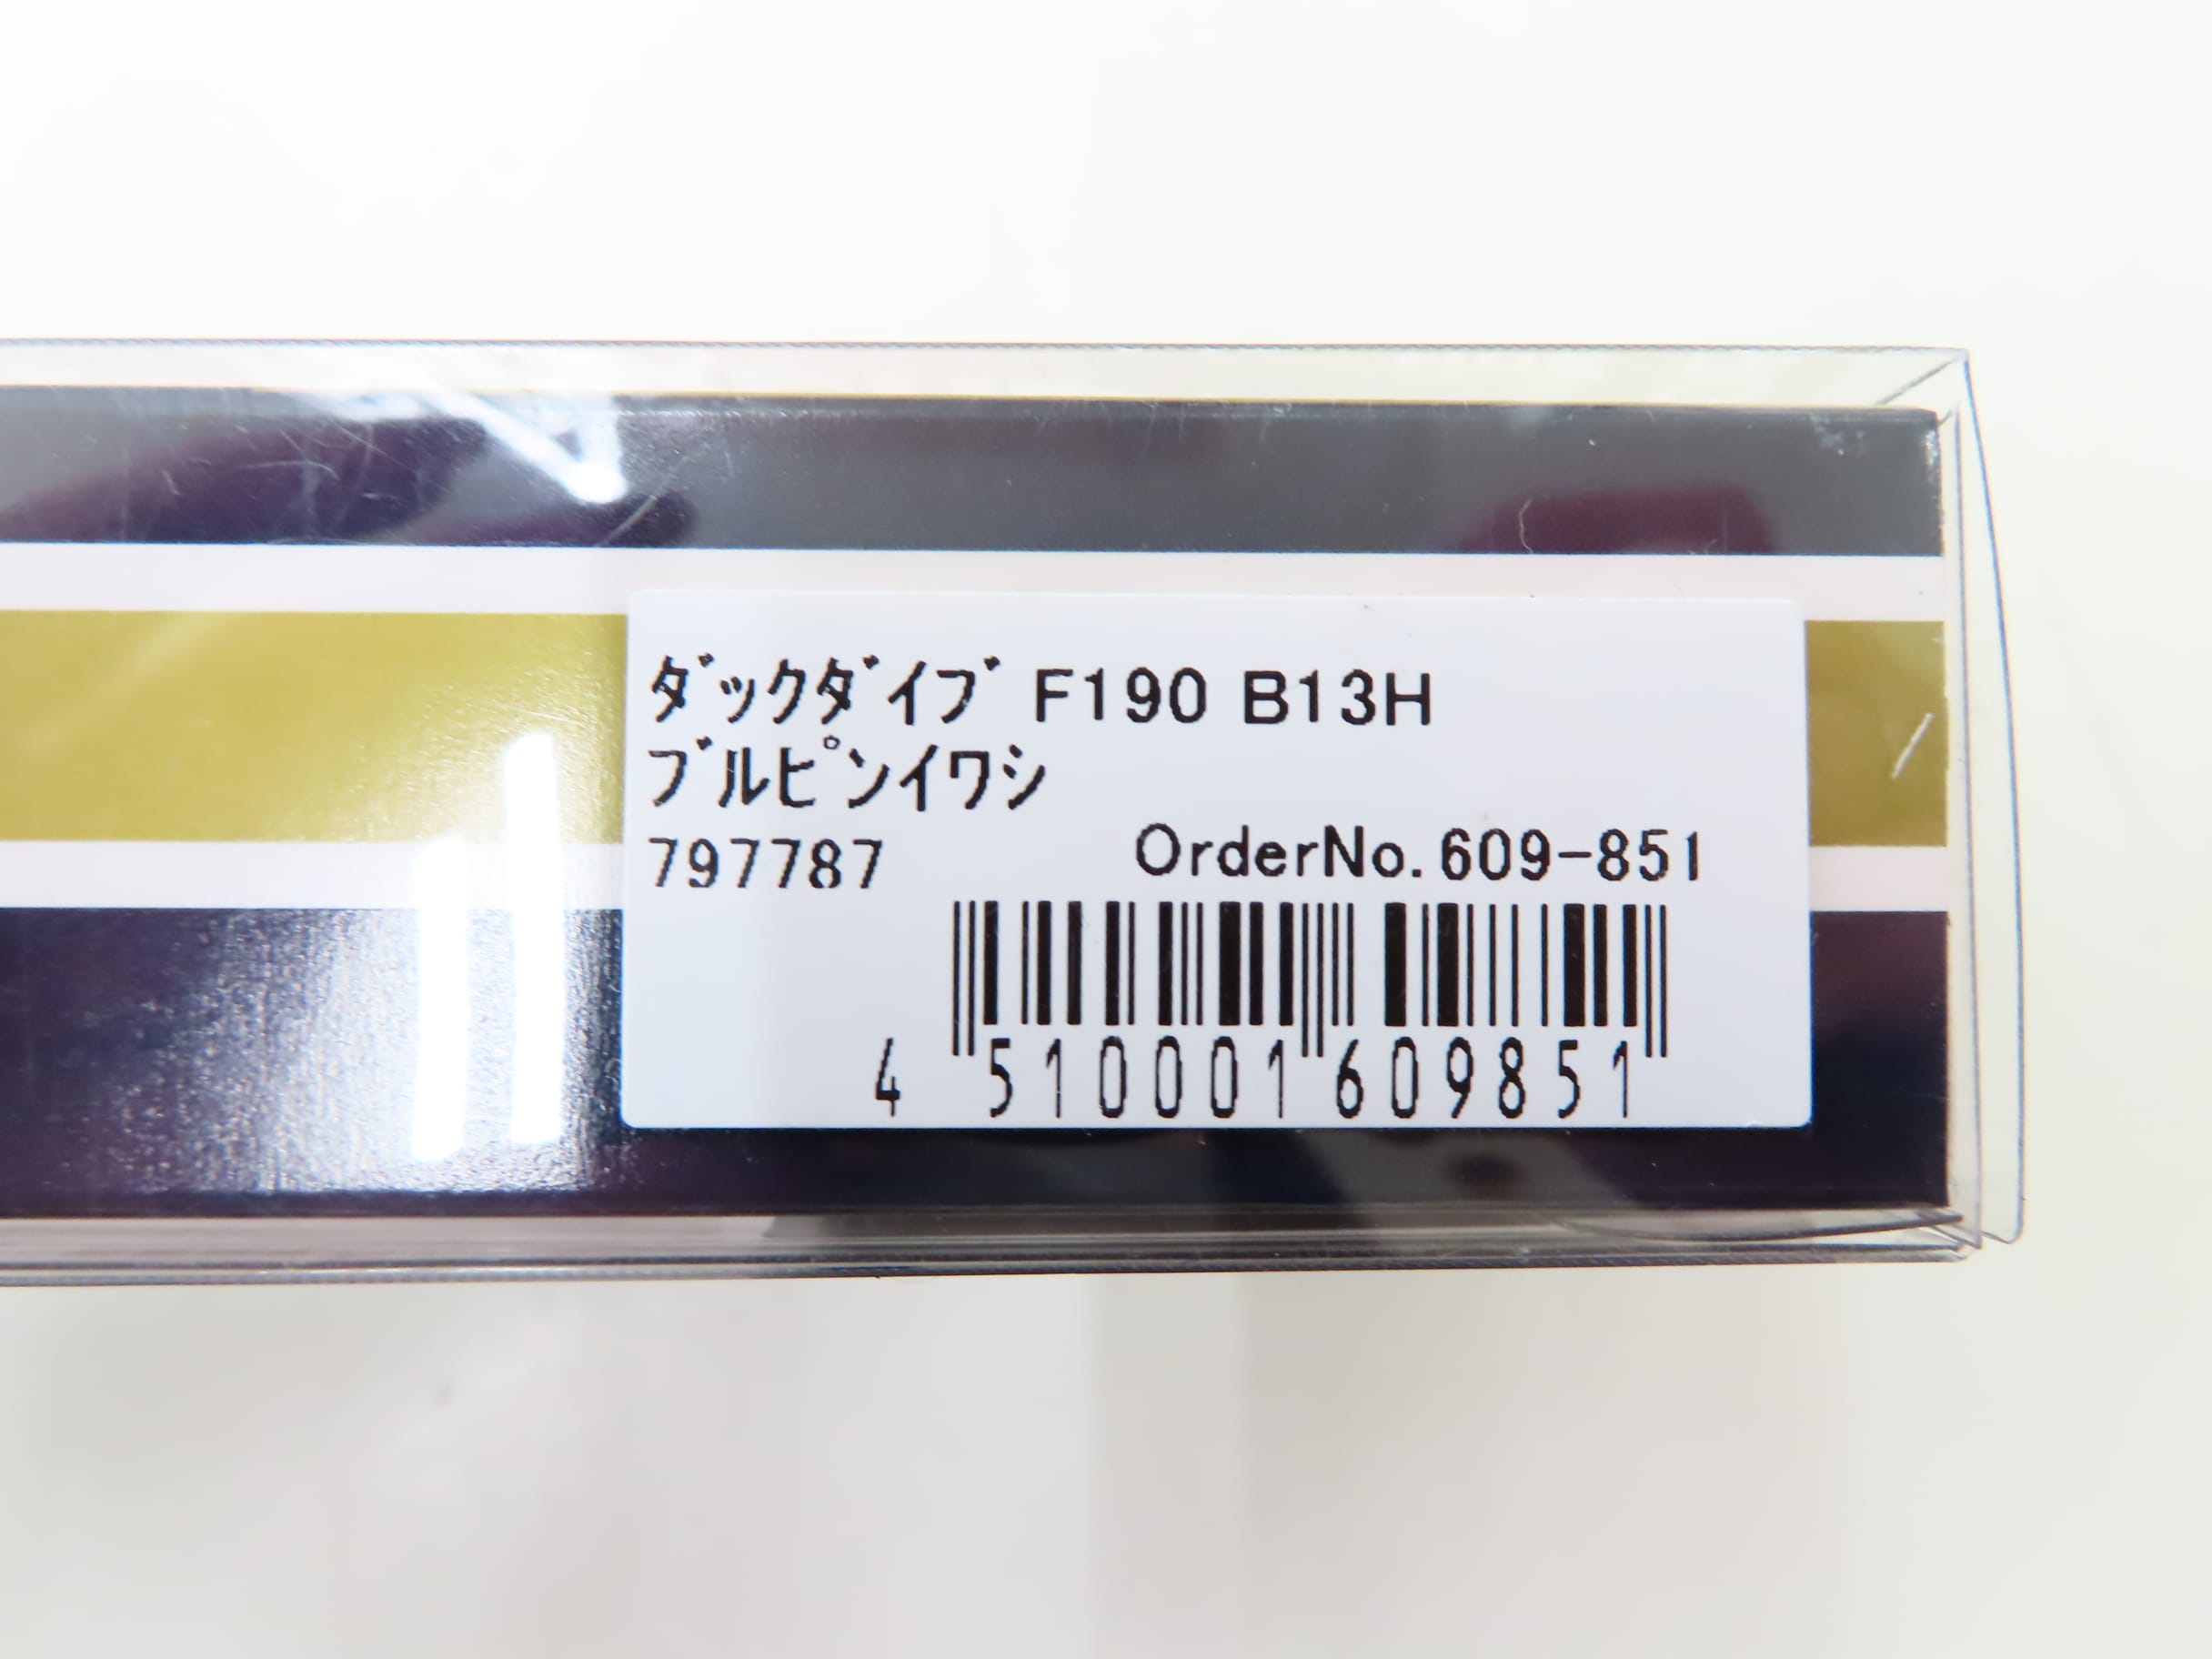 ﾀﾞｯｸﾀﾞｲﾌﾞ F190 B13H
ﾌﾞﾙﾋﾟﾝｲﾜｼ
797787 OrderNo.609-851
4 510001 609851